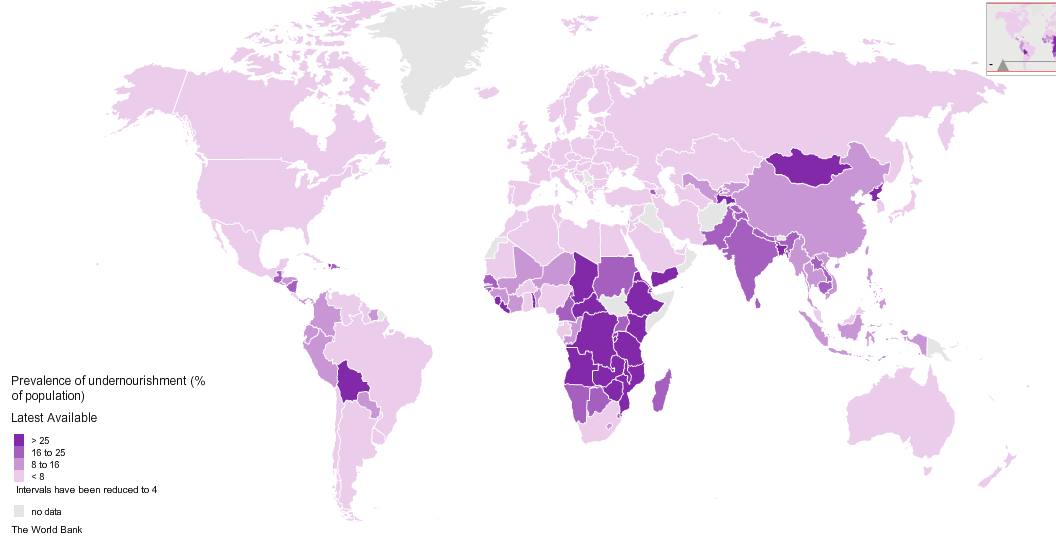 Prevalence of undernourishment (%
of population)
Latest Available
> 25
16 to 25
8 to 16
< 8
Intervals have been reduced to 4
no data
The World Bank